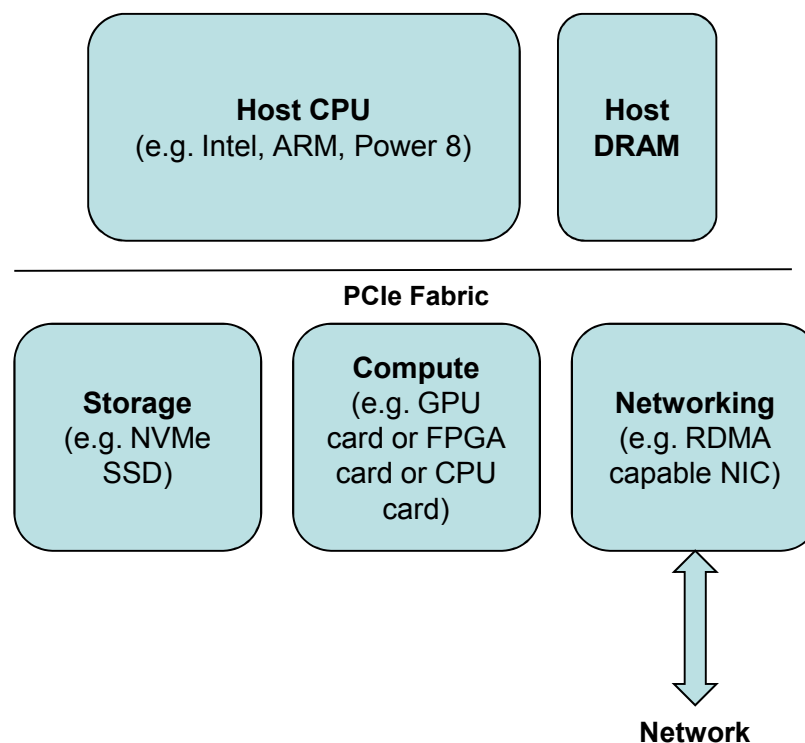 Host CPU
(e.g. Intel, ARM, Power 8)
Host
DRAM
PCIe Fabric
Storage
(e.g. NVMe
SSD)
Compute
(e.g. GPU
card or FPGA
card or CPU
card)
Networking
(e.g. RDMA
capable NIC)
Network